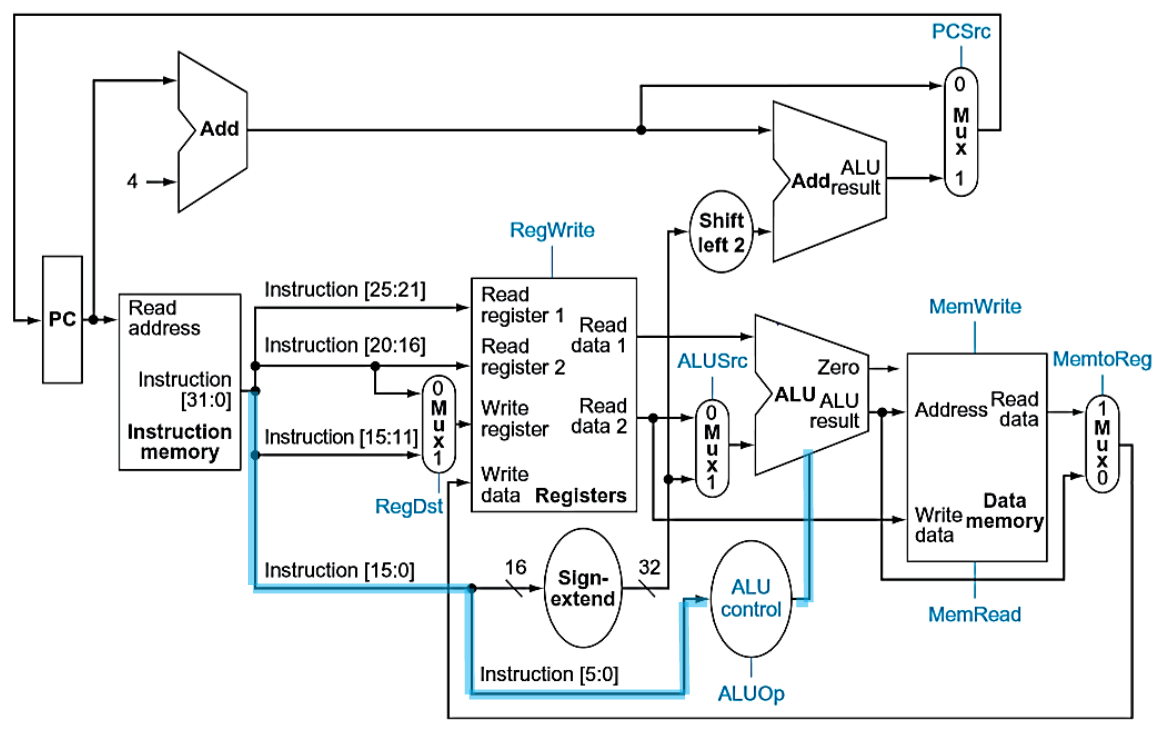 PCSrc
0
M
u
x
1
Add
4
Add
ALU
result
Shift
left 2
RegWrite
PC
Read
address
Instruction
[31:0]
Instruction
memory
Instruction [25:21]
Instruction [20:16]
Instruction [15:11]
0
M
u
x
1
RegDst
Read
register 1
Read
register 2
Write
register
Write
data
Read
data 1
Read
data 2
Registers
ALUSrc
0
M
u
x
1
Zero
ALU
ALU
result
MemWrite
Address
Read
data
Write
data
Data
memory
MemRead
MemtoReg
1
M
u
x
0
Instruction [15:0]
16
Sign-
extend
32
ALU
control
Instruction [5:0]
ALUOp